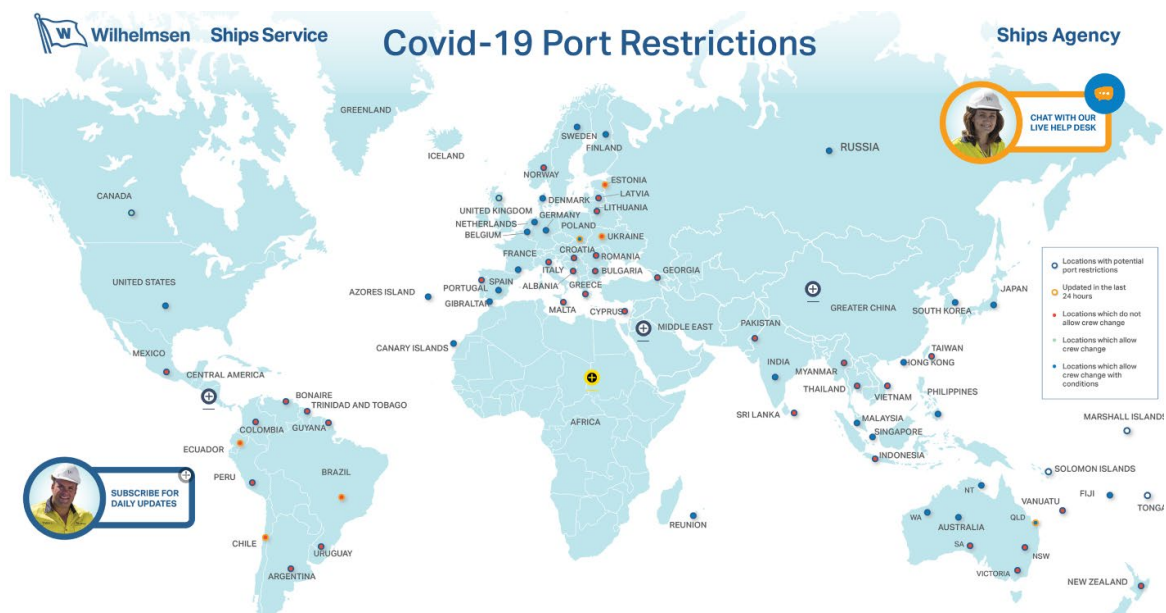 W Wilhelmsen Ships Service
Covid-19 Port Restrictions
Ships Agency
CHAT WITH OUR
LIVE HELP DESK
GREENLAND
ICELAND
SWEDEN
FINLAND
RUSSIA
NORWAY
ESTONIA
CANADA
DENMARK
LATVIA
UNITED KINGDOM
LITHUANIA
NETHERLANDS
GERMANY
BELGIUM
POLAND
UKRAINE
CROATIA
FRANCE
ROMANIA
UNITED STATES
ITALY
BULGARIA
GEORGIA
PORTUGAL
SPAIN
ALBANIA
GREECE
AZORES ISLAND
GIBRALTAR
MALTA
CYPRUS
GREATER CHINA
JAPAN
SOUTH KOREA
MIDDLE EAST
PAKISTAN
Locations with potential
port restrictions
Updated in the last
24 hours
Locations which do not
allow crew change
Locations which allow
crew change
Locations which allow
crew change with
conditions
MEXICO
CANARY ISLANDS
INDIA
MYANMAR
TAIWAN
HONG KONG
CENTRAL AMERICA
THAILAND
VIETNAM
PHILIPPINES
BONAIRE
TRINIDAD AND TOBAGO
COLOMBIA
GUYANA
AFRICA
SRI LANKA
MALAYSIA
SINGAPORE
MARSHALL ISLANDS
ECUADOR
INDONESIA
SOLOMON ISLANDS
PERU
BRAZIL
SUBSCRIBE FOR
DAILY UPDATES
NT
VANUATU
FIJI
TONGA
REUNION
WA
AUSTRALIA
QLD
CHILE
URUGUAY
SA
NSW
ARGENTINA
VICTORIA
NEW ZEALAND